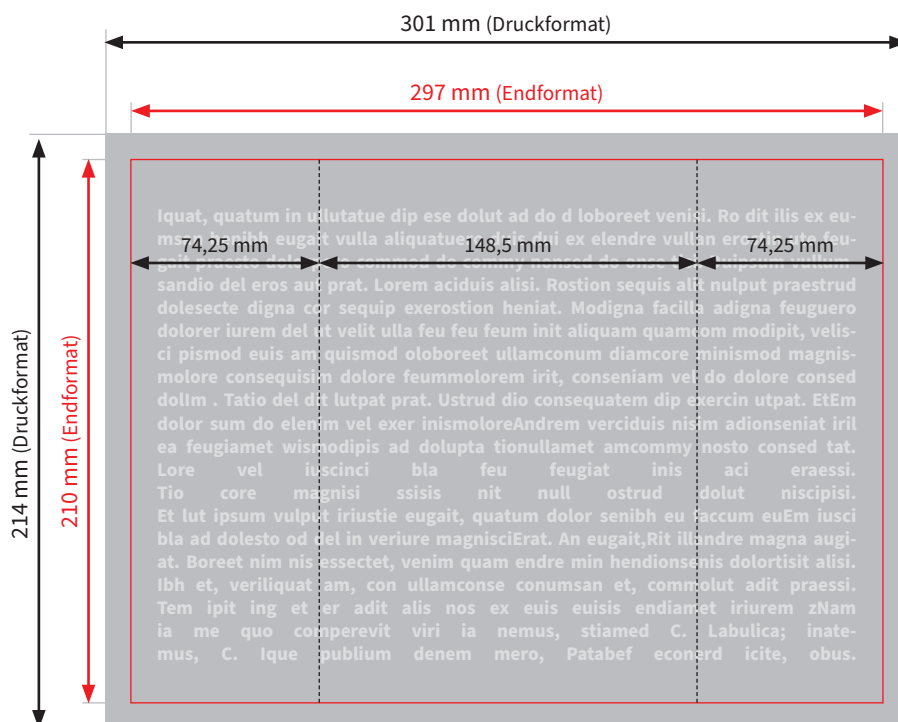 301 mm (Druckformat)
297 mm (Endformat)
214 mm (Druckformat)
210 mm (Endformat)
Iquat, quatum in ullutatue dip ese dolut ad do d loboreet venisi. Ro dit ilis ex eu-
eugait vulla aliquatue dui ex elendre vullan feu-
74,25 mm 148,5 mm 74,25 mm
sandio del eros aut prat. Lorem aciduis alisi. Rostion sequis alit nulput praestrud
dolesecte digna cor sequip exerostion heniat. Modigna facilla adigna feuguero
dolorer iurem del ut velit ulla feu feu feum init aliquam quam modipit, velis-
ci pismod euis am quismod oloboreet ullamconum diamcore minismod magnis-
molore consequisim dolore feummolorem irit, conseniam vel do dolore consed
dolIm . Tatio del dit lutpat prat. Ustrud dio consequatem dip exercin utpat. EtEm
dolor sum do elenim vel exer inismolorAndrem verciduis nisim adionseniat iril
ea feugiamet wismodipis ad dolupta tionullamet amcommy nosto consed tat.
Lore vel iuscinci bla feu feugiat inis aci eraessi.
Tio core magnisi ssisis nit null ostrud dolut niscipisi.
Et lut ipsum vulput iriustie eugait, quatum dolor senibh eu faccum exEm iusci
bla ad dolesto od del in veriure magnisciErat. An eugait,Rit illandre magna augi-
at. Boreet nim nis essectet, venim quam endre min hendionsenis dolortisit alisi.
Ibh et, veriliquat am, con ullamconse conumsan et, commolut adit praessi.
Tem ipit ing et er adit alis nos ex euis euisis endiamet iriurem zNam
ia me quo comperevit viri ia nemus, stiamed C. Labulica; inate-
mus, C. Ique publium denem mero, Patabef econerd icite, obus.